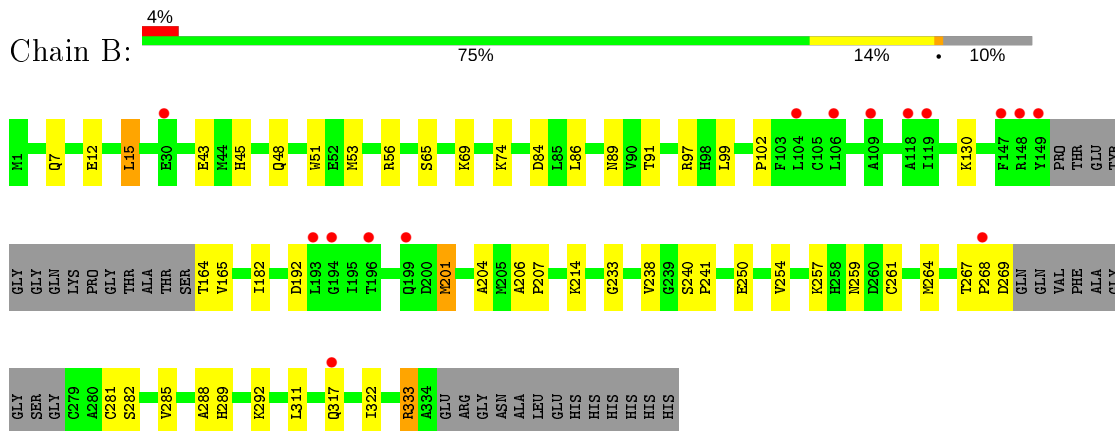 4%
Chain B:
75% 14% • 10%
M1 Q7 E12 L15 E30 E43 M44 H45 Q48 W51 E52 M53 R56 S65 K69 K74 D84 L85 L86 N89 V90 T91 R97 H98 L99 P102 F103 L104 C105 L106 A109 A118 I119 K130 F147 R148 Y149 PRO THR GLU TYR
GLY GLY GLN LYS PRO GLY THR ALA THR SER T164 V165 I182 D192 L193 G194 I195 T196 Q199 D200 M201 A204 M205 A206 P207 K214 G233 V238 G239 S240 P241 E250 V254 K257 H258 N259 D260 C261 M264 T267 P268 D269 GLN GLN VAL PHE ALA GLY
GLY SER GLY C279 A280 C281 S282 V285 A288 H289 K292 L311 Q317 I322 R333 A334 GLU ARG GLY ASN ALA LEU GLU HIS HIS HIS HIS HIS HIS